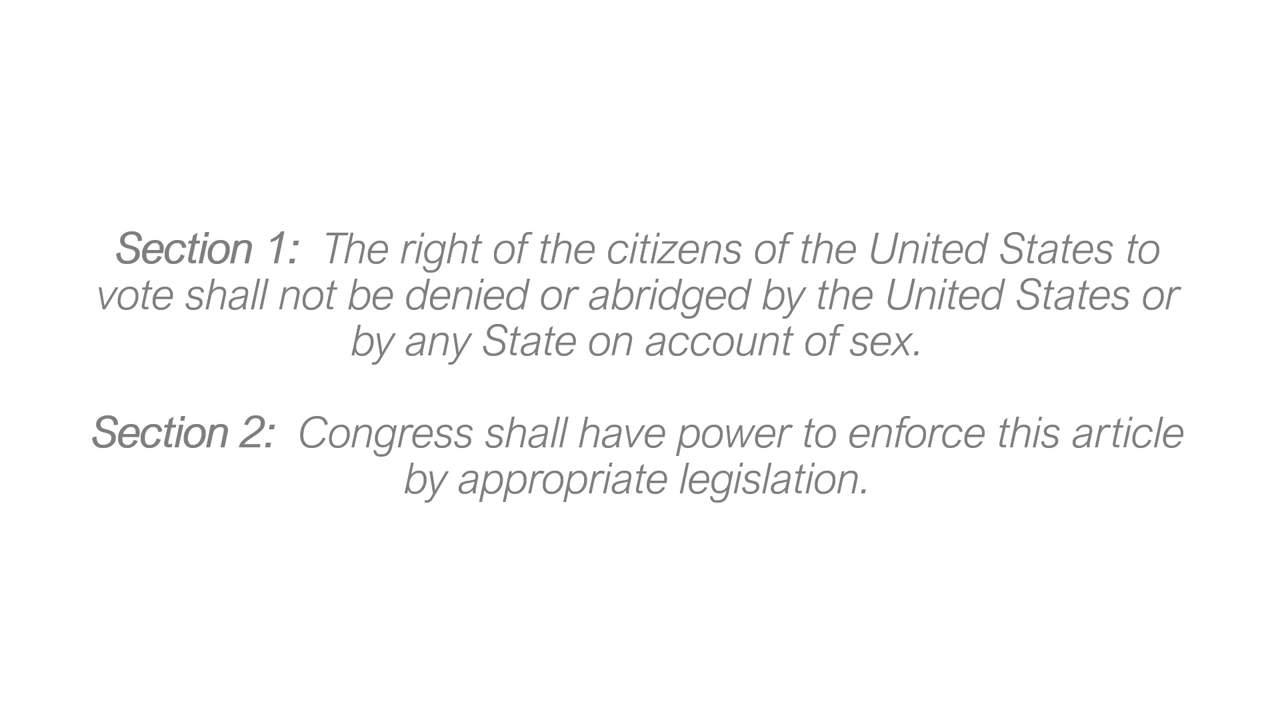 Section 1:  The right of the citizens of the United States to
vote shall not be denied or abridged by the United States or
by any State on account of sex.
Section 2:  Congress shall have power to enforce this article
by appropriate legislation.